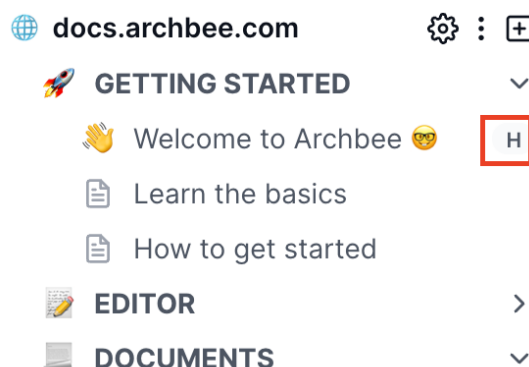 docs.archbee.com
GETTING STARTED
Welcome to Archbee
H
Learn the basics
How to get started
EDITOR
DOCUMENTS